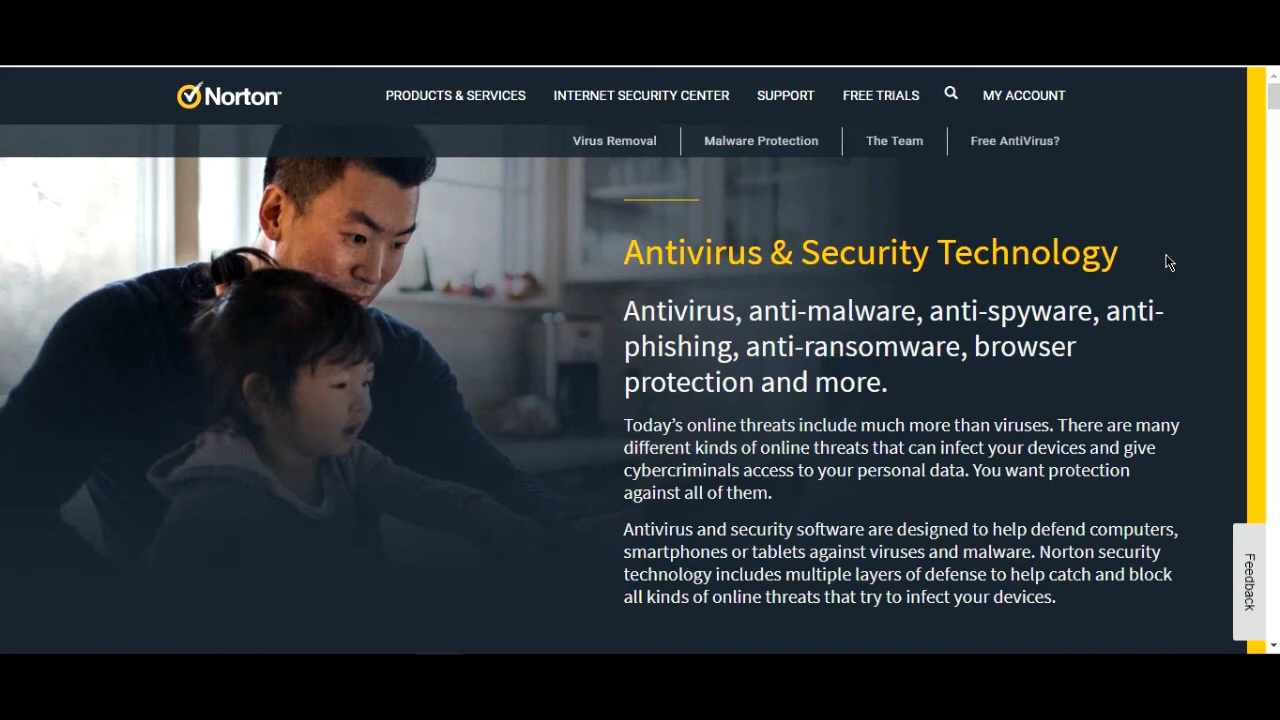 Norton
PRODUCTS & SERVICES INTERNET SECURITY CENTER SUPPORT FREE TRIALS MY ACCOUNT
Virus Removal Malware Protection The Team Free AntiVirus?
Antivirus & Security Technology
Antivirus, anti-malware, anti-spyware, anti-
phishing, anti-ransomware, browser
protection and more.
Today’s online threats include much more than viruses. There are many
different kinds of online threats that can infect your devices and give
cybercriminals access to your personal data. You want protection
against all of them.
Antivirus and security software are designed to help defend computers,
smartphones or tablets against viruses and malware. Norton security
technology includes multiple layers of defense to help catch and block
all kinds of online threats that try to infect your devices.
Feedback